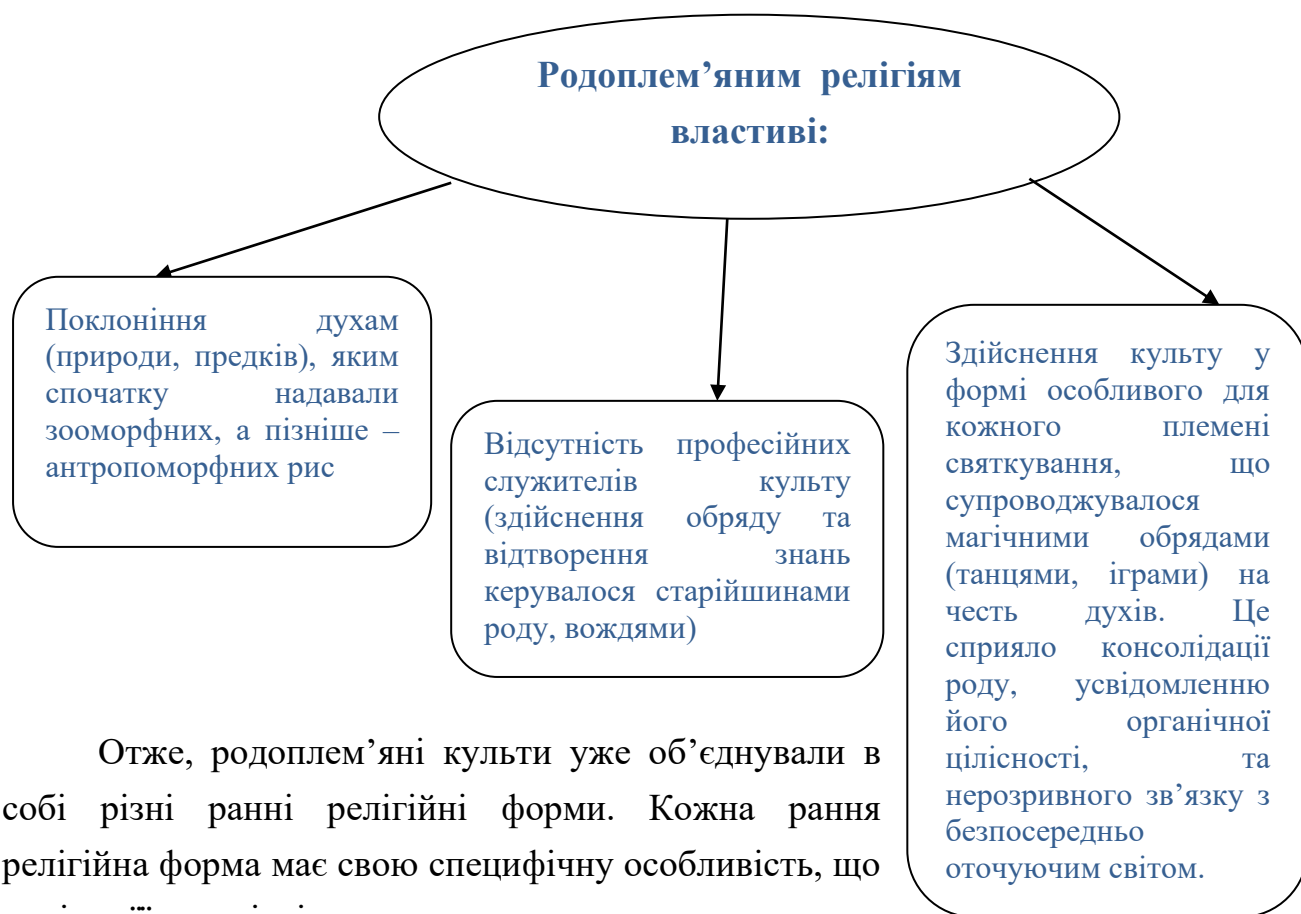 Родоплем’яним релігіям
властиві:
Поклоніння духам
(природи, предків), яким
спочатку надавали
зооморфних, а пізніше –
антропоморфних рис
Відсутність професійних
служителів культу
(здійснення обряду та
відтворення знань
керувалося старійшинами
роду, вождями)
Здійснення культу у
формі особливого для
кожного племені
святкування, що
супроводжувалося
магічними обрядами
(танцями, іграми) на
честь духів. Це
сприяло консолідації
роду, усвідомленню
його органічної
цілісності, та
нерозривного зв’язку з
безпосередньо
оточуючим світом.
Отже, родоплем’яні культи уже об’єднували в
собі різні ранні релігійні форми. Кожна рання
релігійна форма має свою специфічну особливість, що